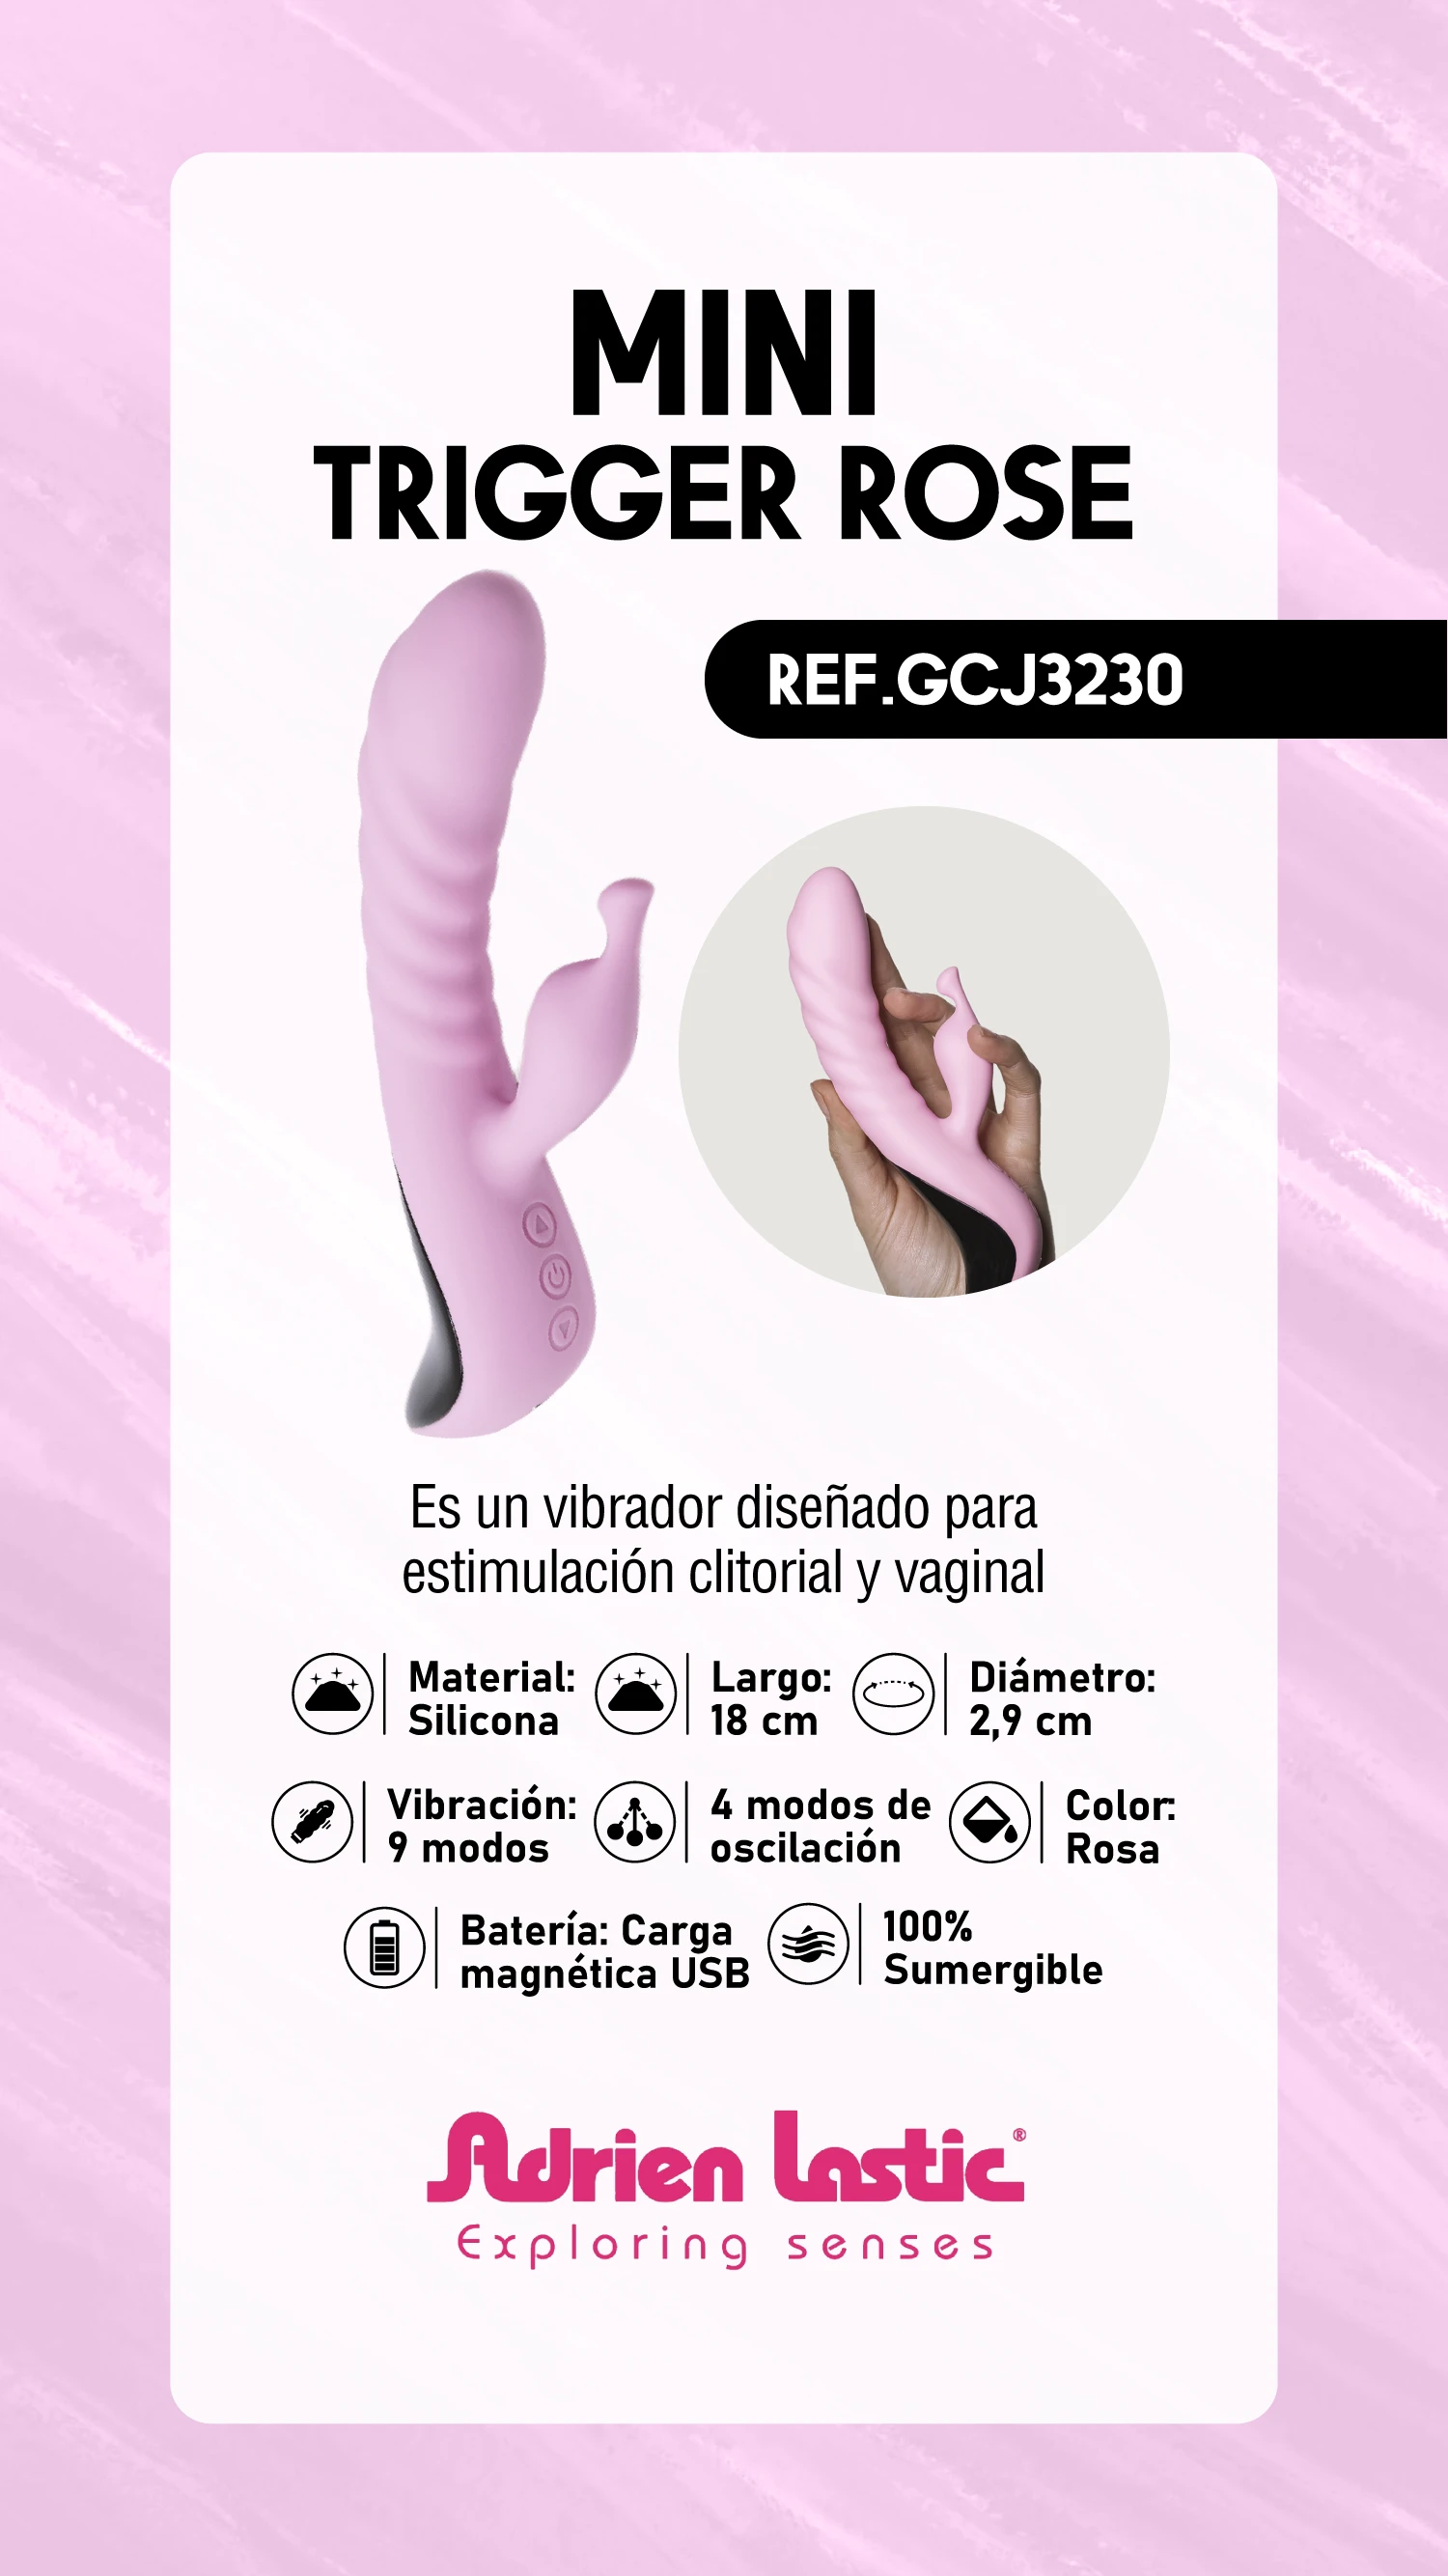 MINI
TRIGGER ROSE
REF.GCJ3230
Es un vibrador diseñado para
estimulación clitorial y vaginal
Material:
Silicona
Largo:
18 cm
Diámetro:
2,9 cm
Vibración:
9 modos
4 modos de
oscilación
Color:
Rosa
Batería: Carga
magnética USB
100%
Sumergible
Adrien Lastic®
Exploring senses